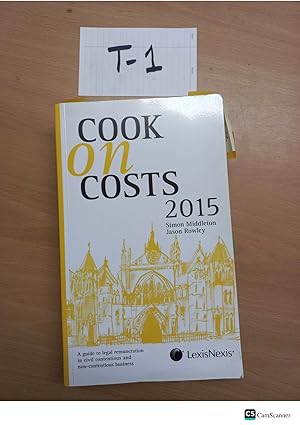 T-1
COOK
on
COSTS
2015
Simon Middleton
Jason Rowley
A guide to legal remuneration
in civil contentious and
non-contentious business
LexisNexis®
CS CamScanner